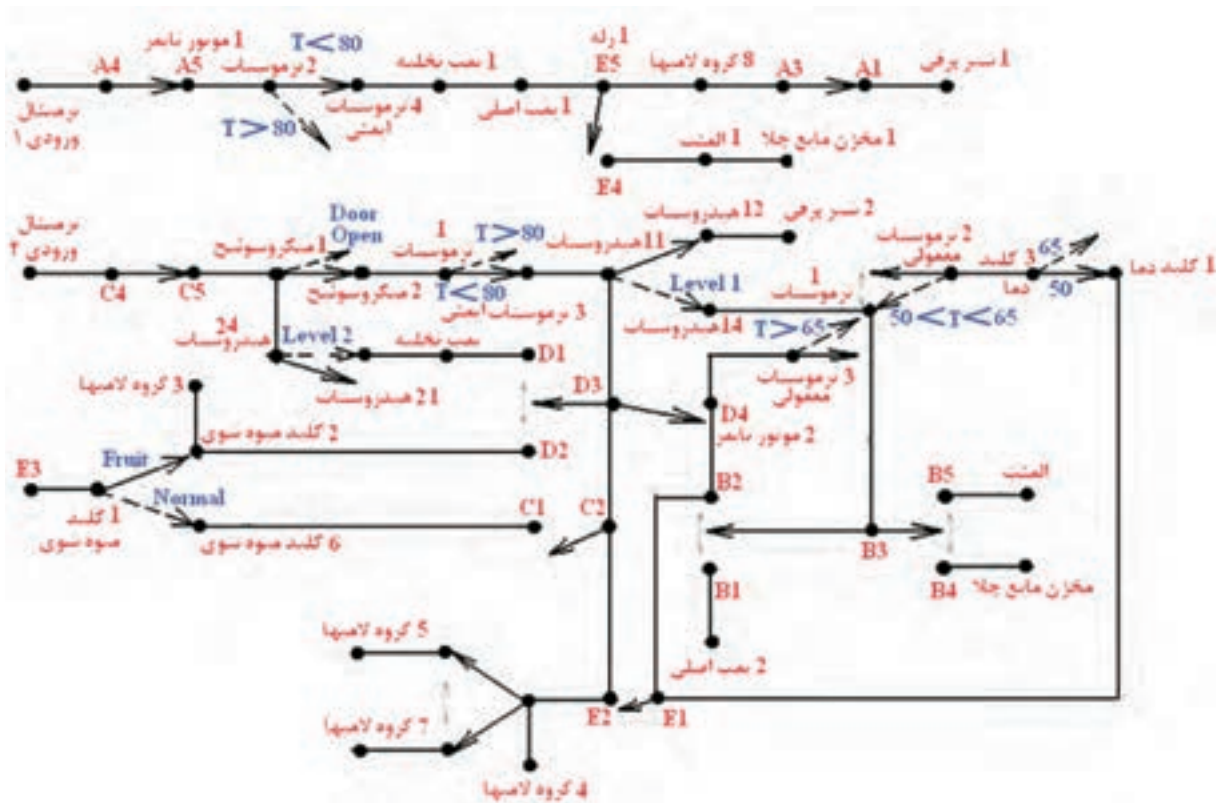 رله 1
موتور تایمر 1
T<80
A4
A5
ترموستات 2
پمپ تخلیه 1
E5
گروه لامپها 8
A3
A1
شیر برقی 1
ترمینال
ورودی ۱
T>80
ترموستات 4
ایمنی
پمپ اصلی 1
E4
المنت 1
مخزن مایع جلا 1
ترمینال
ورودی ۲
C4
C5
میکروسوئیچ 1
Door
Open
میکروسوئیچ 2
1
ترموستات
T>80
T<80
ترموستات ایمنی 3
هیدروستات 11
هیدروستات 12
شیر برقی 2
Level 1
هیدروستات 14
1
ترموستات
ترموستات 2
معمولی
کلید 3
دما
65
50
کلید دما 1
50<T<65
T>65
ترموستات 3
معمولی
24
هیدروستات
Level 2
پمپ تخلیه
D1
هیدروستات 21
D3
D4
موتور تایمر 2
گروه لامپها 3
کلید میوه شوی 2
D2
E3
Fruit
Normal
کلید 1
میوه شوی
کلید میوه شوی 6
C1
C2
B2
B3
B5
المنت
B4
مخزن مایع جلا
B1
پمپ اصلی 2
گروه لامپها 5
E2
E1
گروه لامپها 7
گروه لامپها 4